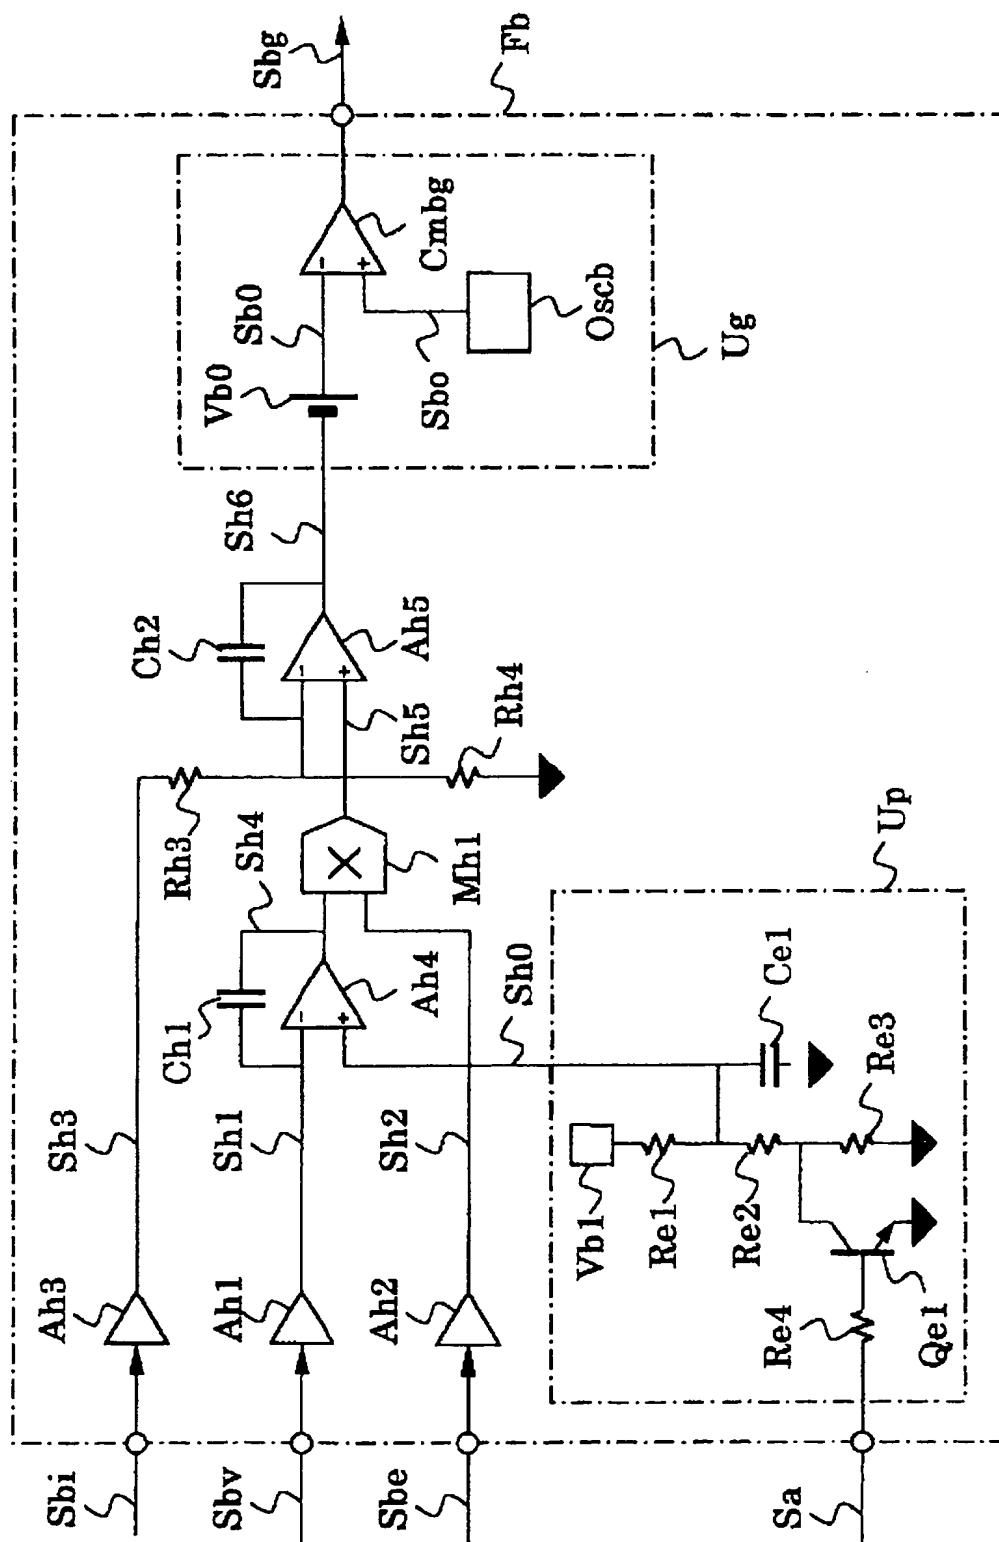 Sbg
Fb
Cmbg
Sb0
Vb0
Sbo
Oscb
Ug
Sh6
Ch2
Ah5
Sh5
Rh4
Rh3
Sh4
Mh1
Up
Ch1
Ah4
Sh0
Ce1
Re3
Sh3
Sh1
Sh2
Vb1
Re1
Re2
Ah3
Ah1
Ah2
Re4
Qe1
Sbi
Sbv
Sbe
Sa
- +
- +
- +
×